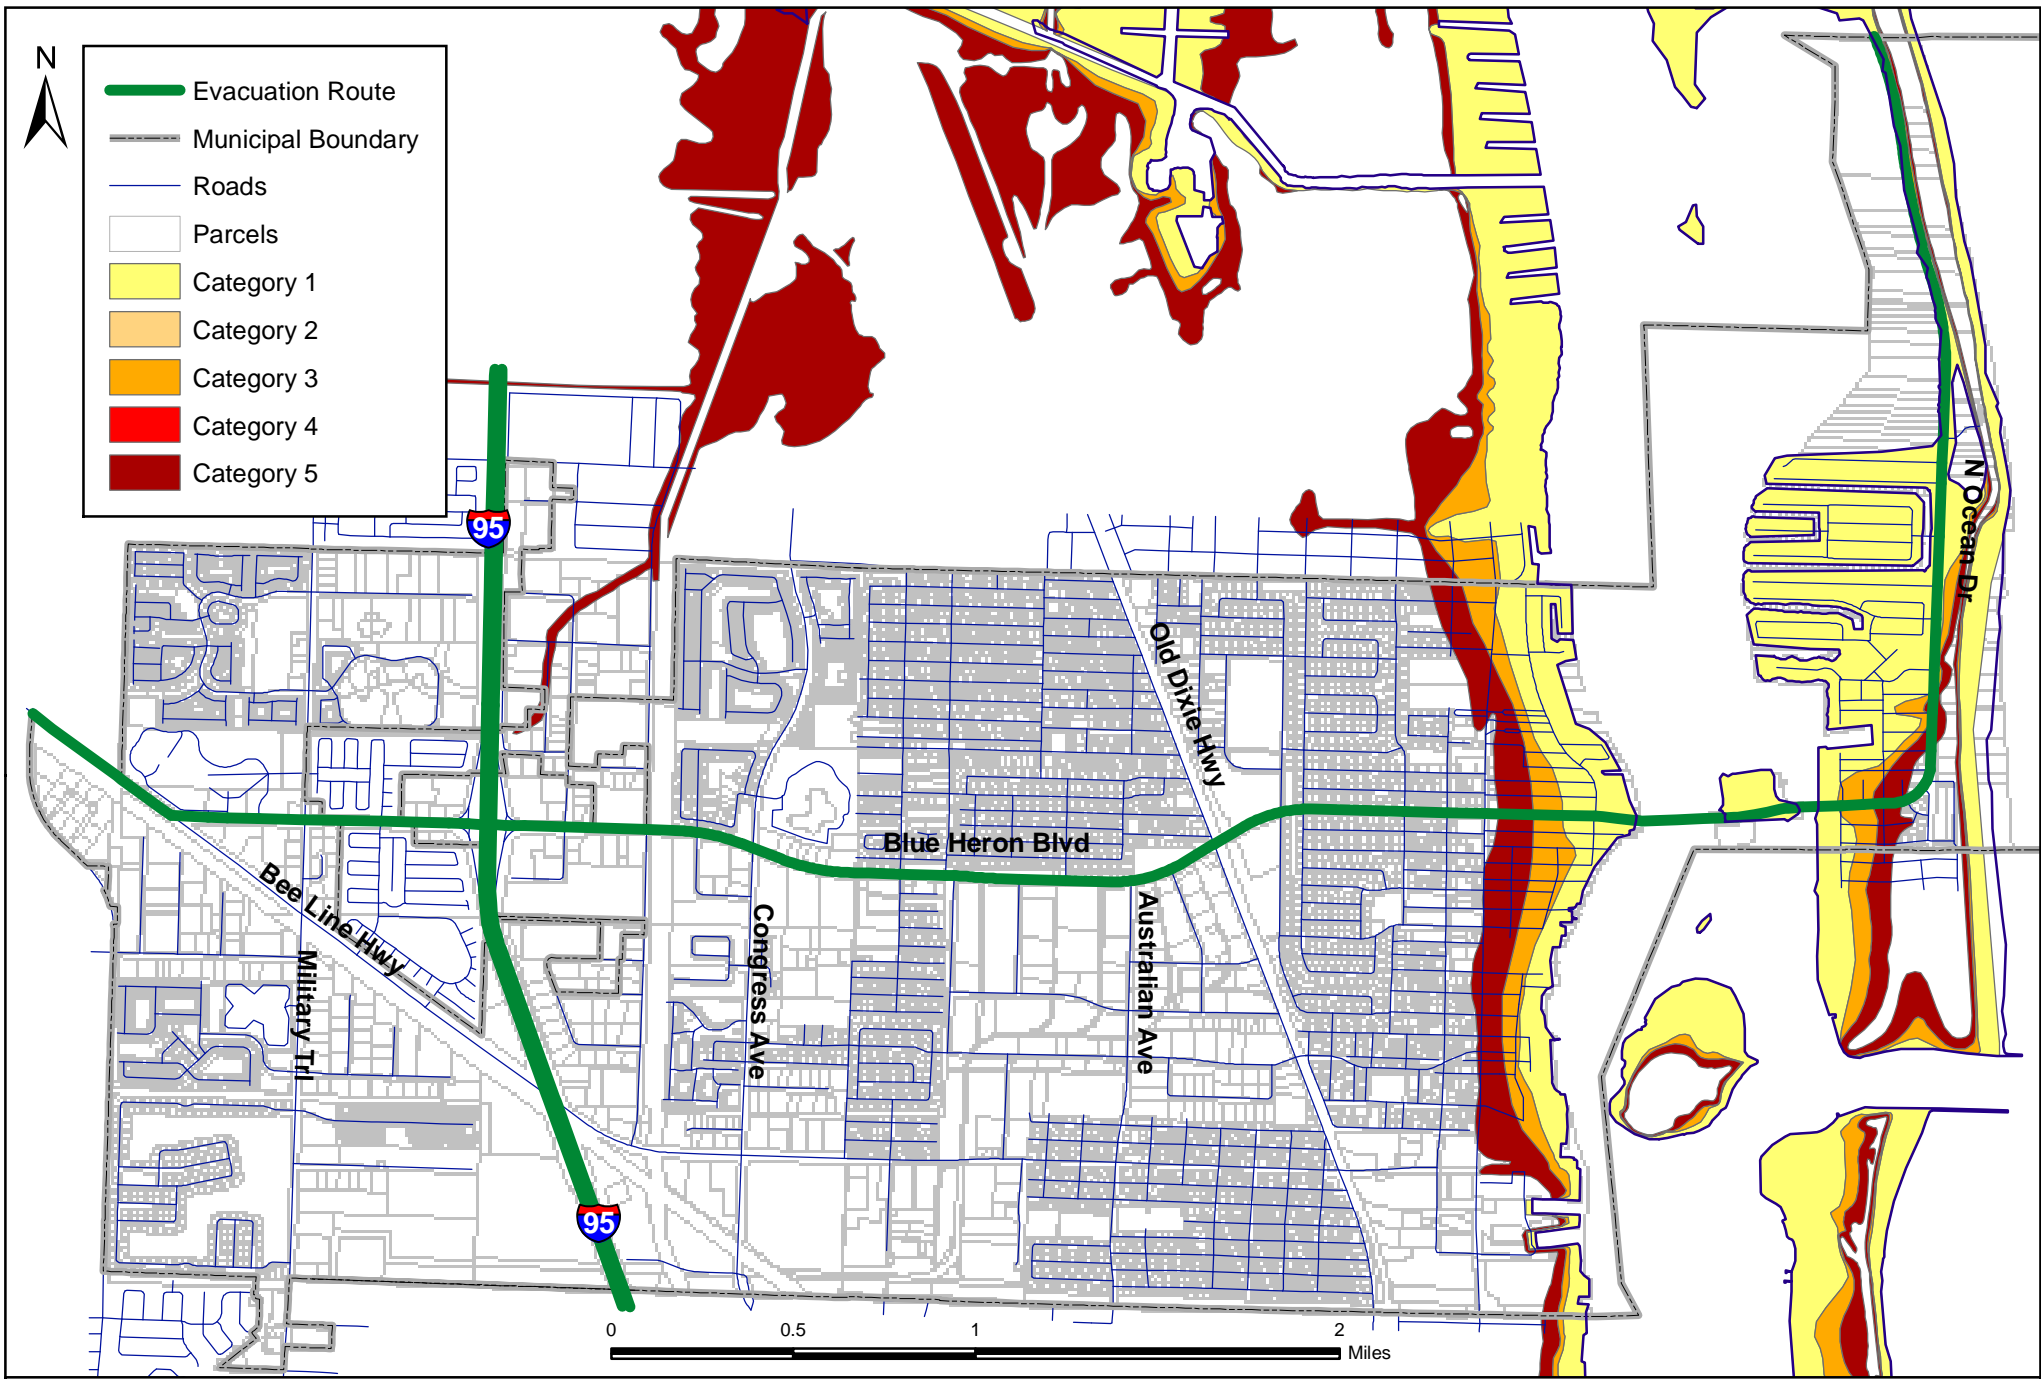 N
Evacuation Route
Municipal Boundary
Roads
Parcels
Category 1
Category 2
Category 3
Category 4
Category 5
95
N Ocean Dr
Old Dixie Hwy
Blue Heron Blvd
Bee Line Hwy
Military Trl
Congress Ave
Australian Ave
95
0 0.5 1 2
Miles